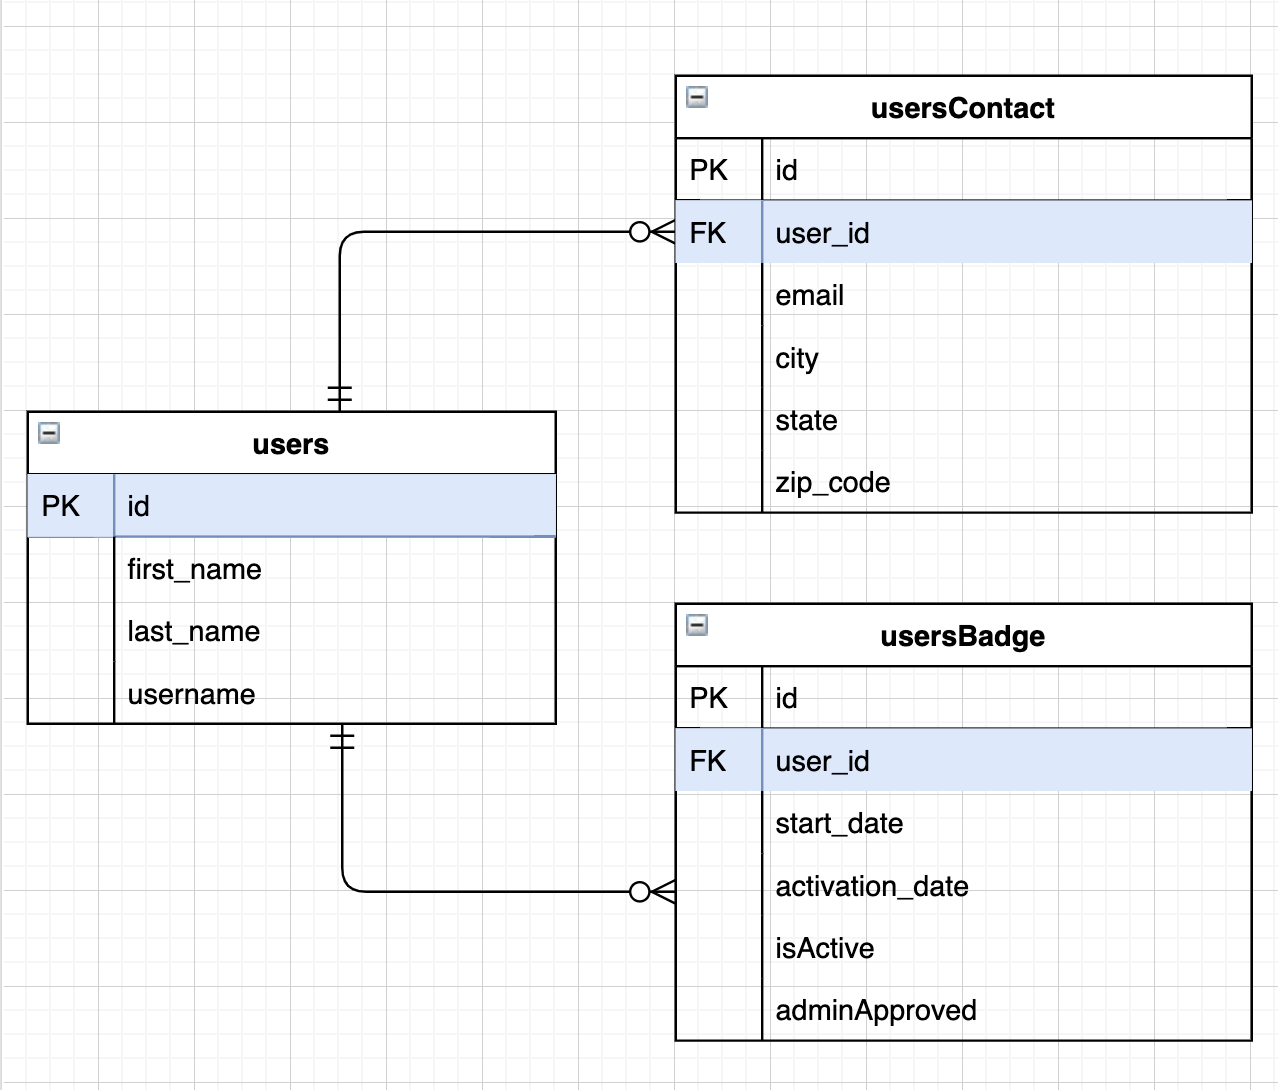 usersContact
PK id
FK user_id
email
city
state
zip_code
users
PK id
first_name
last_name
username
usersBadge
PK id
FK user_id
start_date
activation_date
isActive
adminApproved